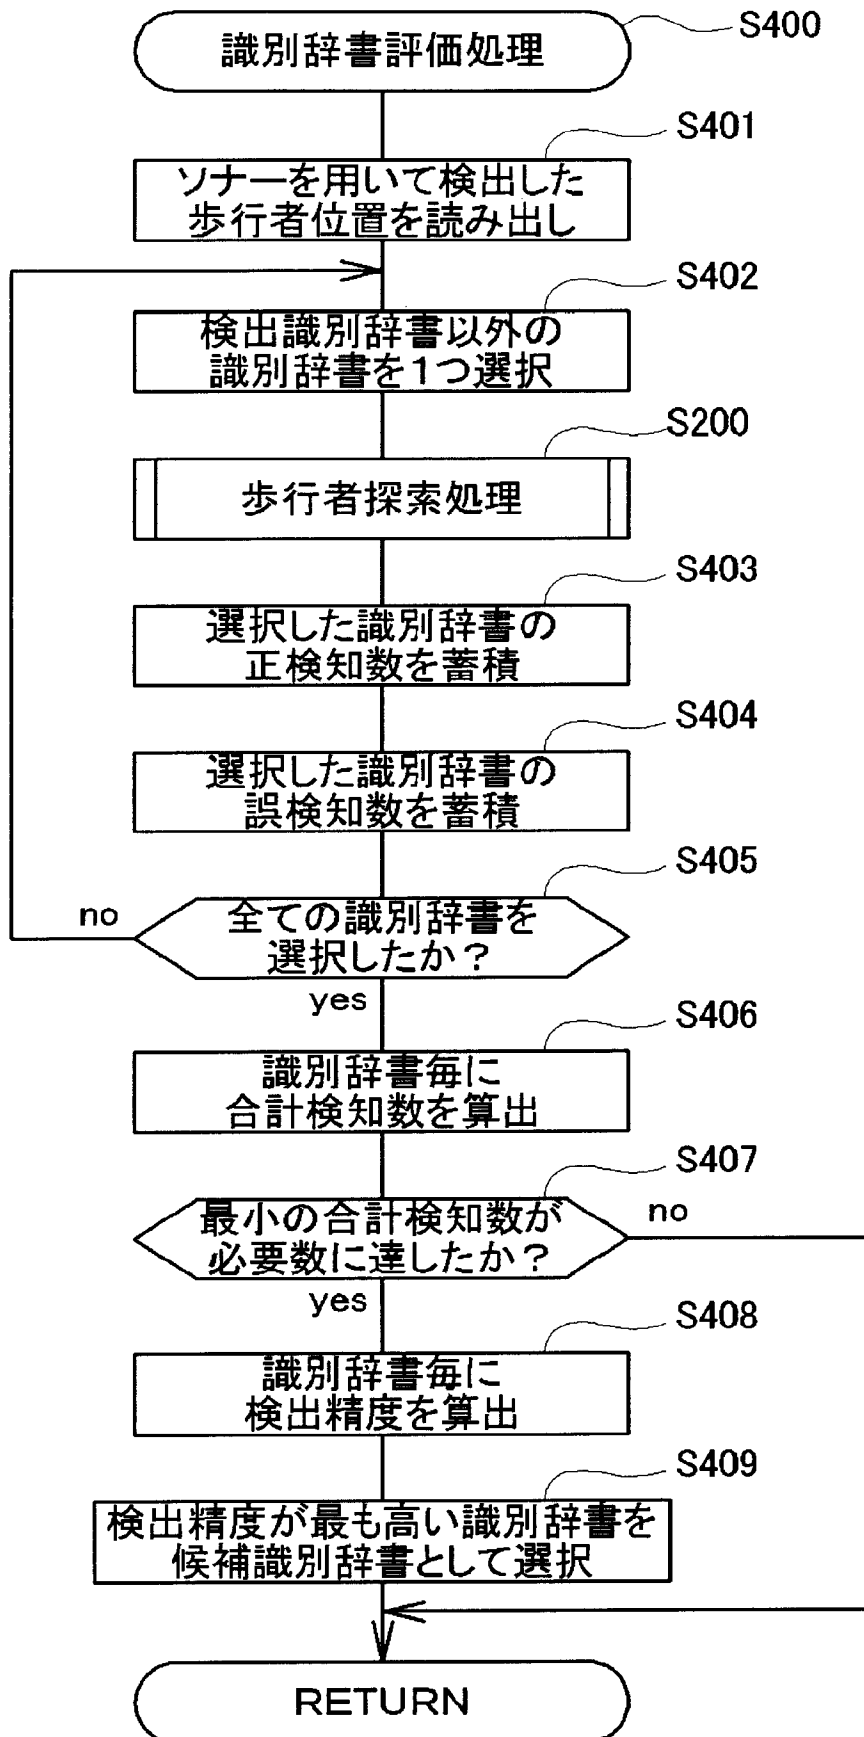 識別辞書評価処理
S400
S401
ソナーを用いて検出した
歩行者位置を読み出し
S402
検出識別辞書以外の
識別辞書を1つ選択
S200
歩行者探索処理
S403
選択した識別辞書の
正検知数を蓄積
S404
選択した識別辞書の
誤検知数を蓄積
S405
no
全ての識別辞書を
選択したか？
yes
S406
識別辞書毎に
合計検知数を算出
S407
最小の合計検知数が
必要数に達したか？
no
yes
S408
識別辞書毎に
検出精度を算出
S409
検出精度が最も高い識別辞書を
候補識別辞書として選択
RETURN